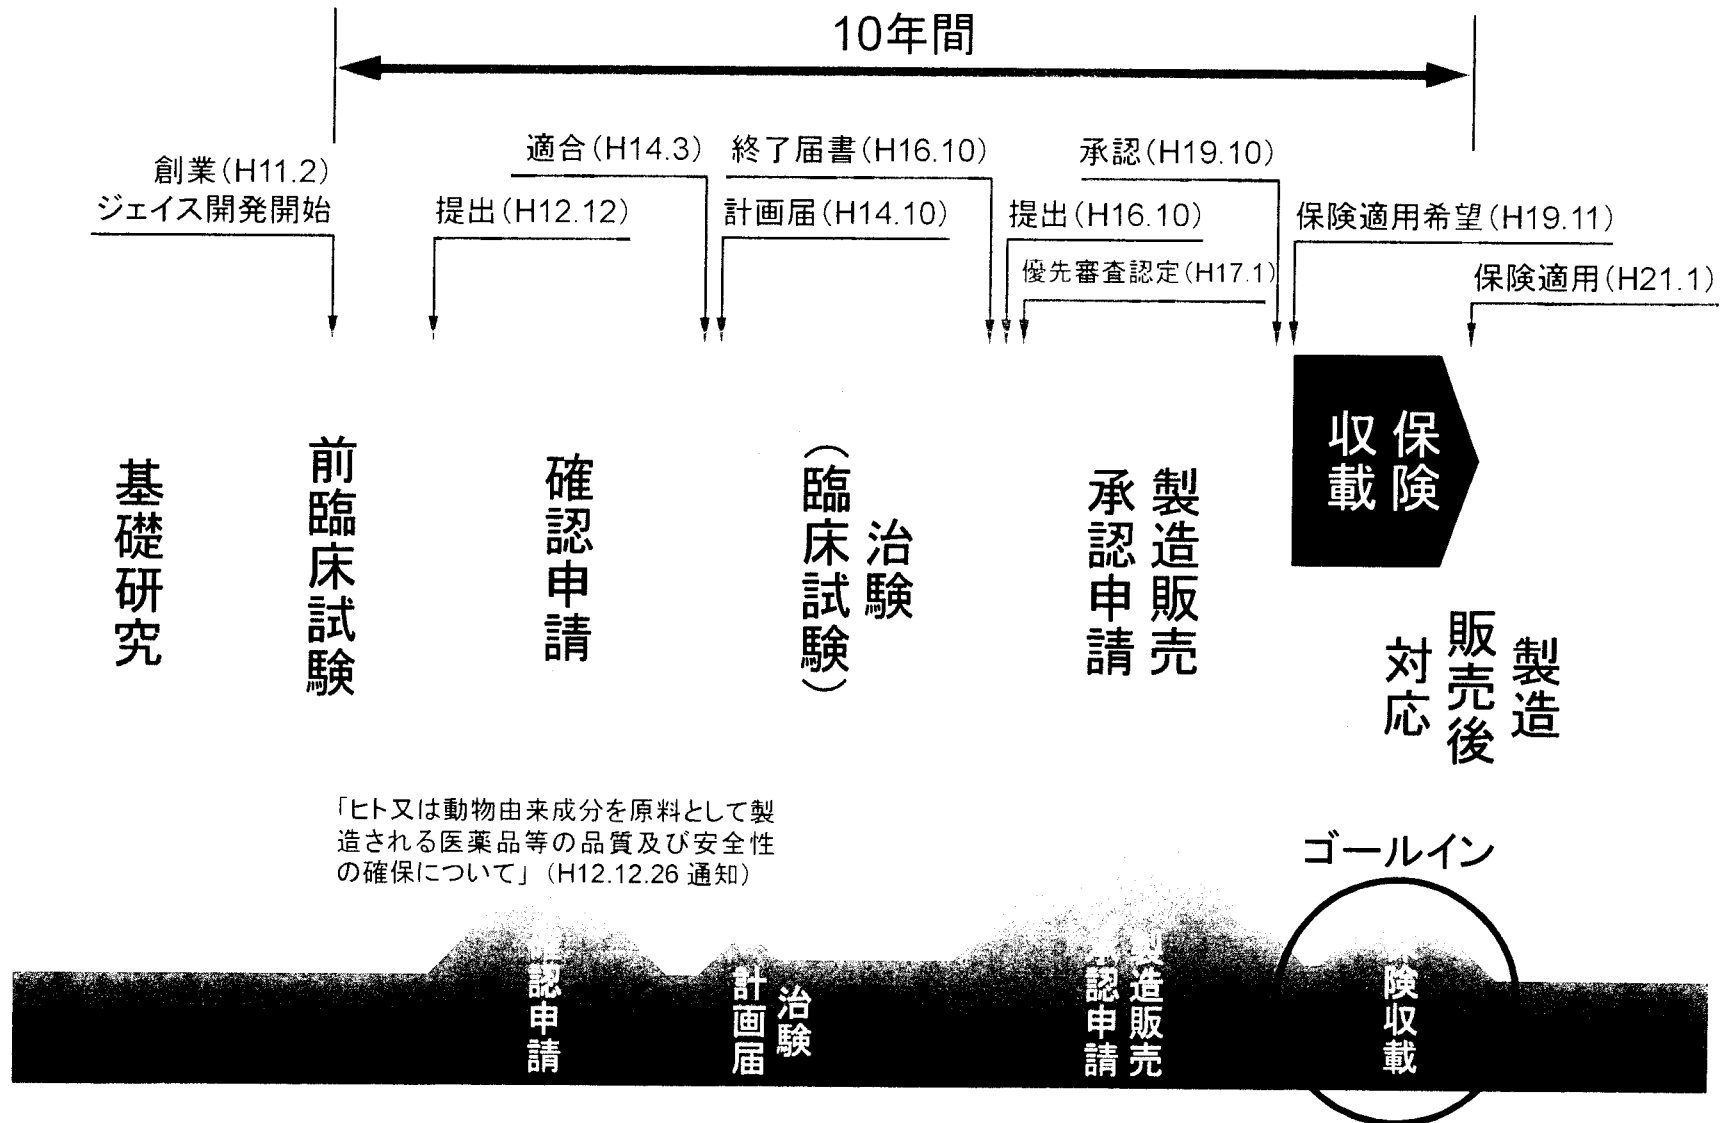 10年間
創業(H11.2)
ジェイス開発開始
提出(H12.12)
適合(H14.3)
計画届(H14.10)
終了届書(H16.10)
提出(H16.10)
優先審査認定(H17.1)
承認(H19.10)
保険適用希望(H19.11)
保険適用(H21.1)
基礎研究
前臨床試験
確認申請
治験
(臨床試験)
製造販売
承認申請
保険
収載
製造
販売後
対応
「ヒト又は動物由来成分を原料として製
造される医薬品等の品質及び安全性
の確保について」(H12.12.26 通知)
ゴールイン
認申請
治験
計画届
製造販売
承認申請
険収載